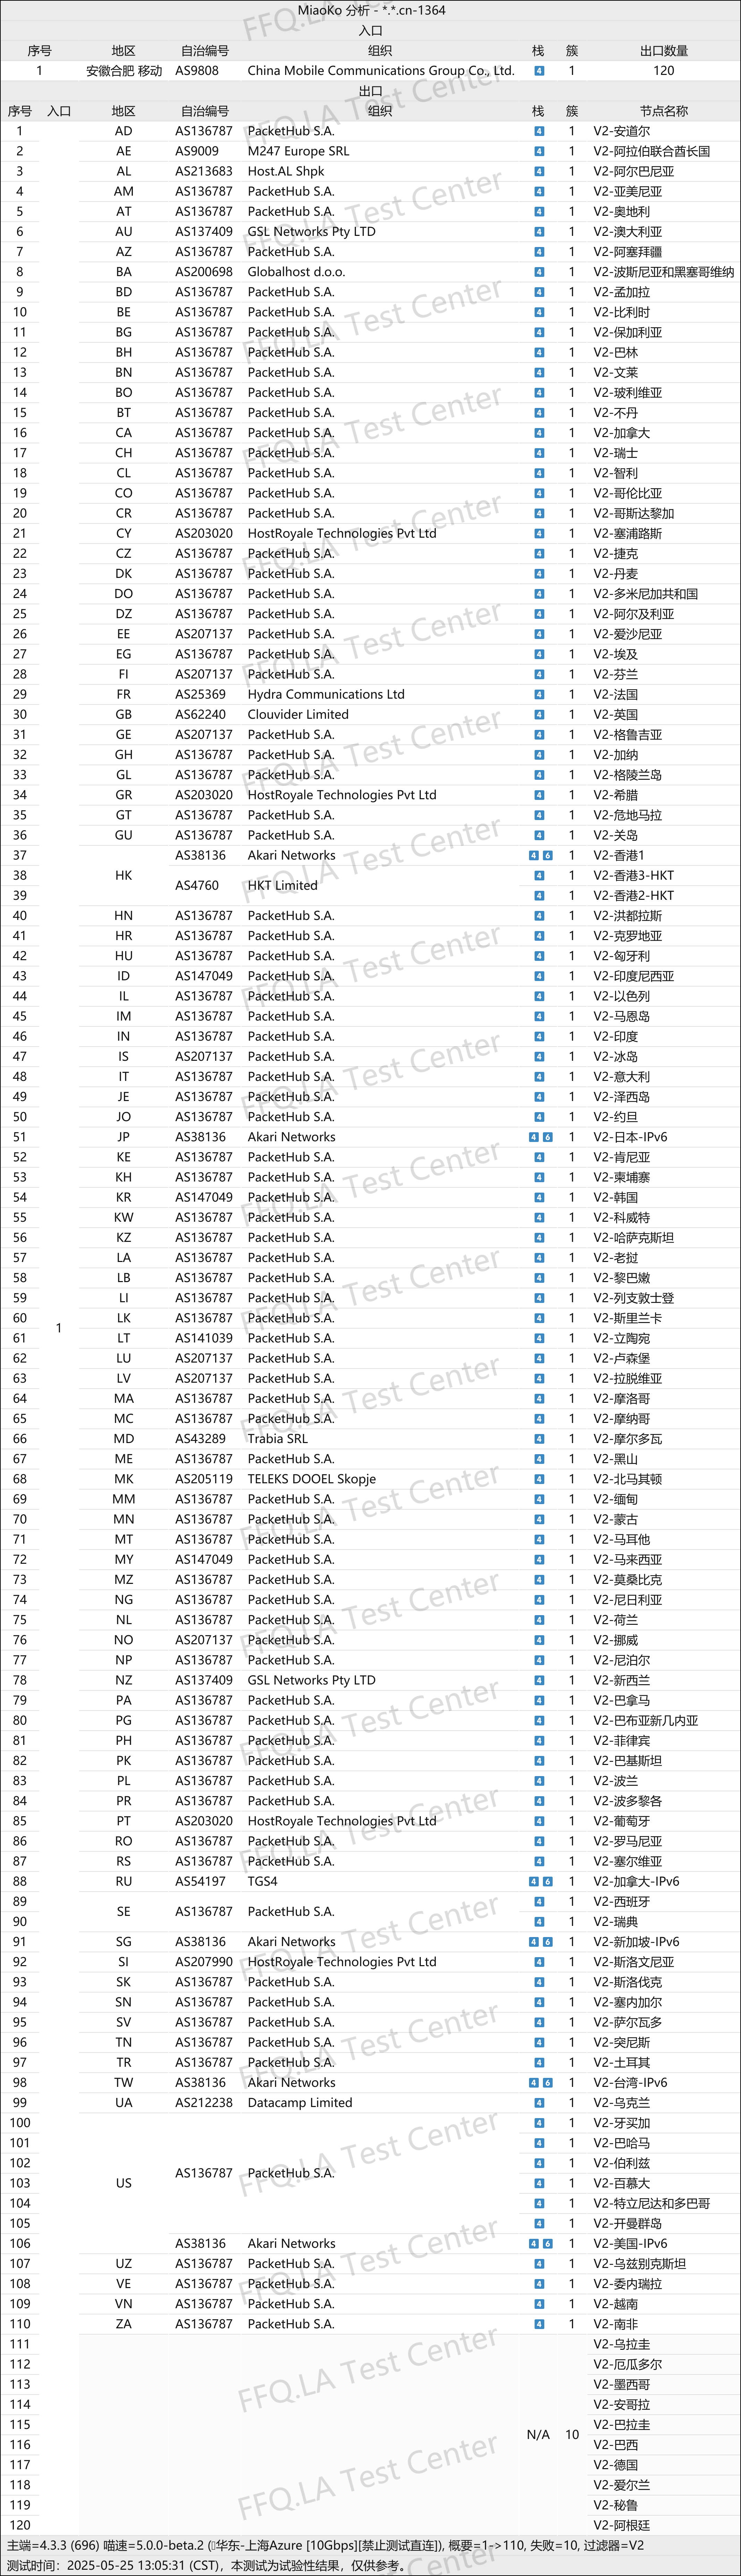 MiaoKo 分析 - *.*.cn-1364
入口
序号 地区 自治编号 组织 栈 簇 出口数量
1 安徽合肥 移动 AS9808 China Mobile Communications Group Co., Ltd. 4 1 120
出口
序号 入口 地区 自治编号 组织 栈 簇 节点名称
1 AD AS136787 PacketHub S.A. 4 1 V2-安道尔
2 AE AS9009 M247 Europe SRL 4 1 V2-阿拉伯联合酋长国
3 AL AS213683 Host.AL Shpk 4 1 V2-阿尔巴尼亚
4 AM AS136787 PacketHub S.A. 4 1 V2-亚美尼亚
5 AT AS136787 PacketHub S.A. 4 1 V2-奥地利
6 AU AS137409 GSL Networks Pty LTD 4 1 V2-澳大利亚
7 AZ AS136787 PacketHub S.A. 4 1 V2-阿塞拜疆
8 BA AS200698 Globalhost d.o.o. 4 1 V2-波斯尼亚和黑塞哥维纳
9 BD AS136787 PacketHub S.A. 4 1 V2-孟加拉
10 BE AS136787 PacketHub S.A. 4 1 V2-比利时
11 BG AS136787 PacketHub S.A. 4 1 V2-保加利亚
12 BH AS136787 PacketHub S.A. 4 1 V2-巴林
13 BN AS136787 PacketHub S.A. 4 1 V2-文莱
14 BO AS136787 PacketHub S.A. 4 1 V2-玻利维亚
15 BT AS136787 PacketHub S.A. 4 1 V2-不丹
16 CA AS136787 PacketHub S.A. 4 1 V2-加拿大
17 CH AS136787 PacketHub S.A. 4 1 V2-瑞士
18 CL AS136787 PacketHub S.A. 4 1 V2-智利
19 CO AS136787 PacketHub S.A. 4 1 V2-哥伦比亚
20 CR AS136787 PacketHub S.A. 4 1 V2-哥斯达黎加
21 CY AS203020 HostRoyale Technologies Pvt Ltd 4 1 V2-塞浦路斯
22 CZ AS136787 PacketHub S.A. 4 1 V2-捷克
23 DK AS136787 PacketHub S.A. 4 1 V2-丹麦
24 DO AS136787 PacketHub S.A. 4 1 V2-多米尼加共和国
25 DZ AS136787 PacketHub S.A. 4 1 V2-阿尔及利亚
26 EE AS207137 PacketHub S.A. 4 1 V2-爱沙尼亚
27 EG AS136787 PacketHub S.A. 4 1 V2-埃及
28 FI AS207137 PacketHub S.A. 4 1 V2-芬兰
29 FR AS25369 Hydra Communications Ltd 4 1 V2-法国
30 GB AS62240 Clouvider Limited 4 1 V2-英国
31 GE AS207137 PacketHub S.A. 4 1 V2-格鲁吉亚
32 GH AS136787 PacketHub S.A. 4 1 V2-加纳
33 GL AS136787 PacketHub S.A. 4 1 V2-格陵兰岛
34 GR AS203020 HostRoyale Technologies Pvt Ltd 4 1 V2-希腊
35 GT AS136787 PacketHub S.A. 4 1 V2-危地马拉
36 GU AS136787 PacketHub S.A. 4 1 V2-关岛
37 AS38136 Akari Networks 4 6 1 V2-香港1
38 HK AS4760 HKT Limited 4 1 V2-香港3-HKT
39 4 1 V2-香港2-HKT
40 HN AS136787 PacketHub S.A. 4 1 V2-洪都拉斯
41 HR AS136787 PacketHub S.A. 4 1 V2-克罗地亚
42 HU AS136787 PacketHub S.A. 4 1 V2-匈牙利
43 ID AS147049 PacketHub S.A. 4 1 V2-印度尼西亚
44 IL AS136787 PacketHub S.A. 4 1 V2-以色列
45 IM AS136787 PacketHub S.A. 4 1 V2-马恩岛
46 IN AS136787 PacketHub S.A. 4 1 V2-印度
47 IS AS207137 PacketHub S.A. 4 1 V2-冰岛
48 IT AS136787 PacketHub S.A. 4 1 V2-意大利
49 JE AS136787 PacketHub S.A. 4 1 V2-泽西岛
50 JO AS136787 PacketHub S.A. 4 1 V2-约旦
51 JP AS38136 Akari Networks 4 6 1 V2-日本-IPv6
52 KE AS136787 PacketHub S.A. 4 1 V2-肯尼亚
53 KH AS136787 PacketHub S.A. 4 1 V2-柬埔寨
54 KR AS147049 PacketHub S.A. 4 1 V2-韩国
55 KW AS136787 PacketHub S.A. 4 1 V2-科威特
56 KZ AS136787 PacketHub S.A. 4 1 V2-哈萨克斯坦
57 LA AS136787 PacketHub S.A. 4 1 V2-老挝
58 LB AS136787 PacketHub S.A. 4 1 V2-黎巴嫩
59 LI AS136787 PacketHub S.A. 4 1 V2-列支敦士登
60 LK AS136787 PacketHub S.A. 4 1 V2-斯里兰卡
1
61 LT AS141039 PacketHub S.A. 4 1 V2-立陶宛
62 LU AS207137 PacketHub S.A. 4 1 V2-卢森堡
63 LV AS207137 PacketHub S.A. 4 1 V2-拉脱维亚
64 MA AS136787 PacketHub S.A. 4 1 V2-摩洛哥
65 MC AS136787 PacketHub S.A. 4 1 V2-摩纳哥
66 MD AS43289 Trabia SRL 4 1 V2-摩尔多瓦
67 ME AS136787 PacketHub S.A. 4 1 V2-黑山
68 MK AS205119 TELEKS DOOEL Skopje 4 1 V2-北马其顿
69 MM AS136787 PacketHub S.A. 4 1 V2-缅甸
70 MN AS136787 PacketHub S.A. 4 1 V2-蒙古
71 MT AS136787 PacketHub S.A. 4 1 V2-马耳他
72 MY AS147049 PacketHub S.A. 4 1 V2-马来西亚
73 MZ AS136787 PacketHub S.A. 4 1 V2-莫桑比克
74 NG AS136787 PacketHub S.A. 4 1 V2-尼日利亚
75 NL AS136787 PacketHub S.A. 4 1 V2-荷兰
76 NO AS207137 PacketHub S.A. 4 1 V2-挪威
77 NP AS136787 PacketHub S.A. 4 1 V2-尼泊尔
78 NZ AS137409 GSL Networks Pty LTD 4 1 V2-新西兰
79 PA AS136787 PacketHub S.A. 4 1 V2-巴拿马
80 PG AS136787 PacketHub S.A. 4 1 V2-巴布亚新几内亚
81 PH AS136787 PacketHub S.A. 4 1 V2-菲律宾
82 PK AS136787 PacketHub S.A. 4 1 V2-巴基斯坦
83 PL AS136787 PacketHub S.A. 4 1 V2-波兰
84 PR AS136787 PacketHub S.A. 4 1 V2-波多黎各
85 PT AS203020 HostRoyale Technologies Pvt Ltd 4 1 V2-葡萄牙
86 RO AS136787 PacketHub S.A. 4 1 V2-罗马尼亚
87 RS AS136787 PacketHub S.A. 4 1 V2-塞尔维亚
88 RU AS54197 TGS4 4 6 1 V2-加拿大-IPv6
89 SE AS136787 PacketHub S.A. 4 1 V2-西班牙
90 4 1 V2-瑞典
91 SG AS38136 Akari Networks 4 6 1 V2-新加坡-IPv6
92 SI AS207990 HostRoyale Technologies Pvt Ltd 4 1 V2-斯洛文尼亚
93 SK AS136787 PacketHub S.A. 4 1 V2-斯洛伐克
94 SN AS136787 PacketHub S.A. 4 1 V2-塞内加尔
95 SV AS136787 PacketHub S.A. 4 1 V2-萨尔瓦多
96 TN AS136787 PacketHub S.A. 4 1 V2-突尼斯
97 TR AS136787 PacketHub S.A. 4 1 V2-土耳其
98 TW AS38136 Akari Networks 4 6 1 V2-台湾-IPv6
99 UA AS212238 Datacamp Limited 4 1 V2-乌克兰
100 4 1 V2-牙买加
101 4 1 V2-巴哈马
102 AS136787 PacketHub S.A. 4 1 V2-伯利兹
103 US 4 1 V2-百慕大
104 4 1 V2-特立尼达和多巴哥
105 4 1 V2-开曼群岛
106 AS38136 Akari Networks 4 6 1 V2-美国-IPv6
107 UZ AS136787 PacketHub S.A. 4 1 V2-乌兹别克斯坦
108 VE AS136787 PacketHub S.A. 4 1 V2-委内瑞拉
109 VN AS136787 PacketHub S.A. 4 1 V2-越南
110 ZA AS136787 PacketHub S.A. 4 1 V2-南非
111 V2-乌拉圭
112 V2-厄瓜多尔
113 V2-墨西哥
114 V2-安哥拉
115 N/A 10 V2-巴拉圭
116 V2-巴西
117 V2-德国
118 V2-爱尔兰
119 V2-秘鲁
120 V2-阿根廷
主端=4.3.3 (696) 喵速=5.0.0-beta.2 (华东-上海Azure [10Gbps][禁止测试直连]), 概要=1->110, 失败=10, 过滤器=V2
测试时间：2025-05-25 13:05:31 (CST)，本测试为试验性结果，仅供参考。
FFQ.LA Test Center